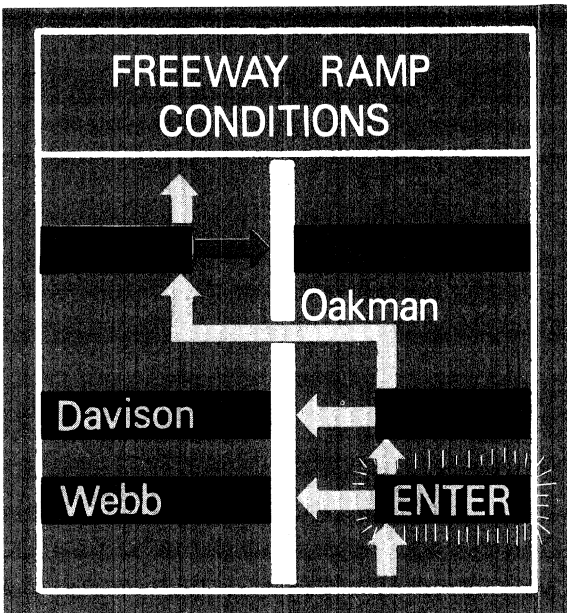 FREEWAY RAMP
CONDITIONS
Oakman
Davison
Webb
ENTER